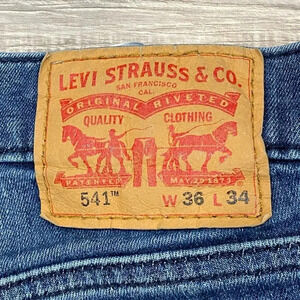 LEVI STRAUSS & CO.
SAN FRANCISCO
CAL.
ORIGINAL RIVETED
QUALITY CLOTHING
PATENTED MAY 20 1873
541™ W 36 L 34